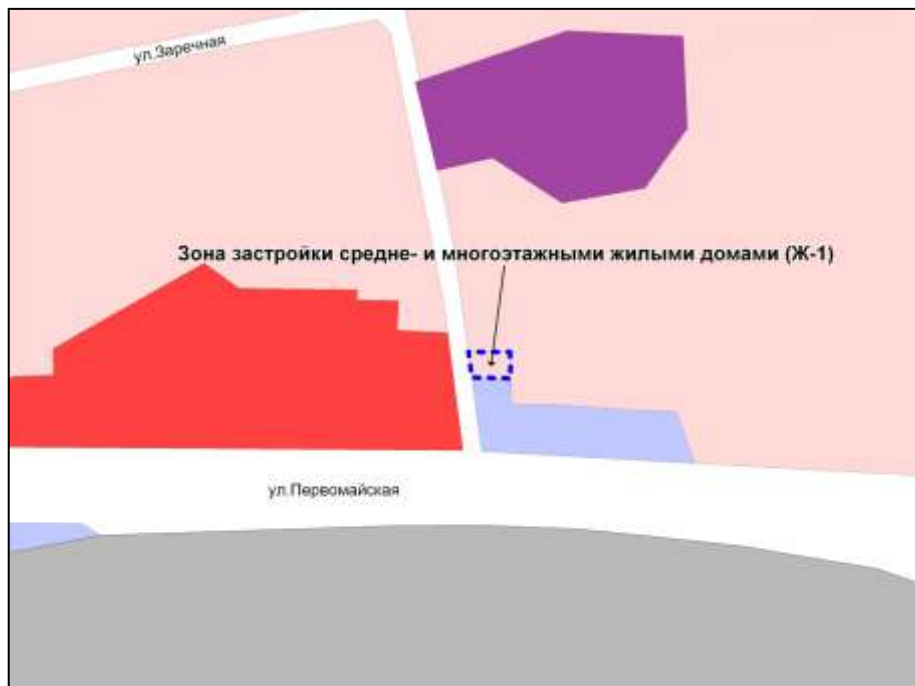 ул.Заречная
Зона застройки средне- и многоэтажными жилыми домами (Ж-1)
ул.Первомайская